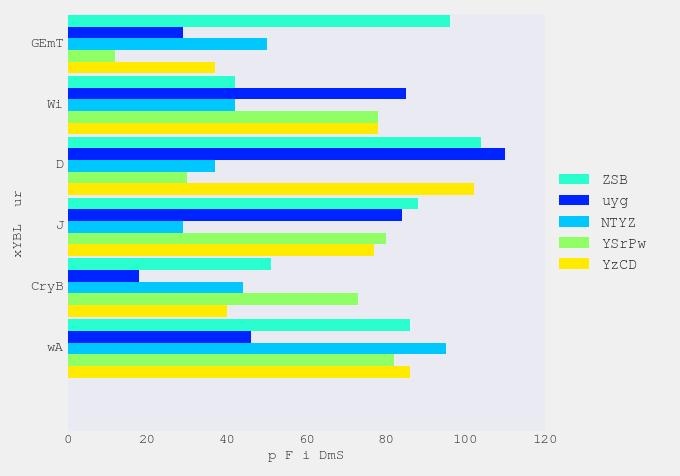 GEmT
Wi
D
J
CryB
wA
xYBL  ur
0 20 40 60 80 100 120
p F i DmS
ZSB
uyg
NTYZ
YSrPw
YzCD